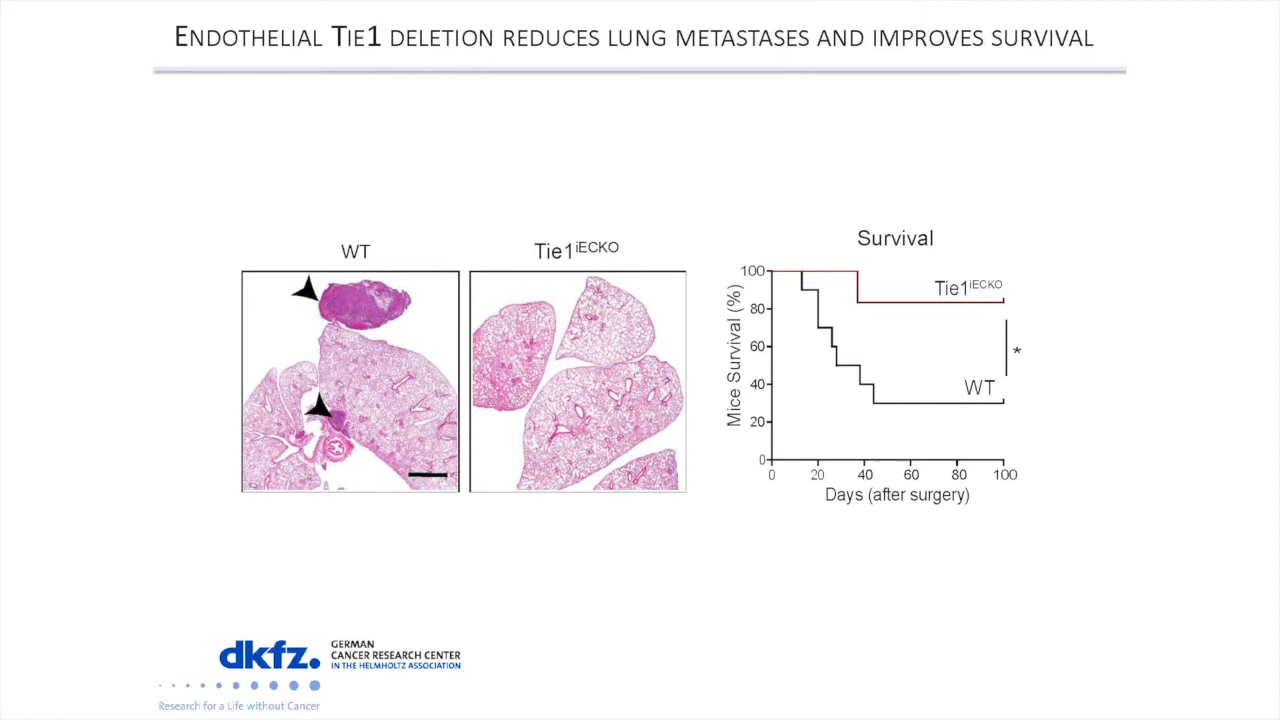 ENDOTHELIAL TIE1 DELETION REDUCES LUNG METASTASES AND IMPROVES SURVIVAL
WT
Tie1iECKO
Survival
Mice Survival (%)
100
80
60
40
20
0
Tie1iECKO
*
WT
0 20 40 60 80 100
Days (after surgery)
dkfz.
GERMAN
CANCER RESEARCH CENTER
IN THE HELMHOLTZ ASSOCIATION
Research for a Life without Cancer